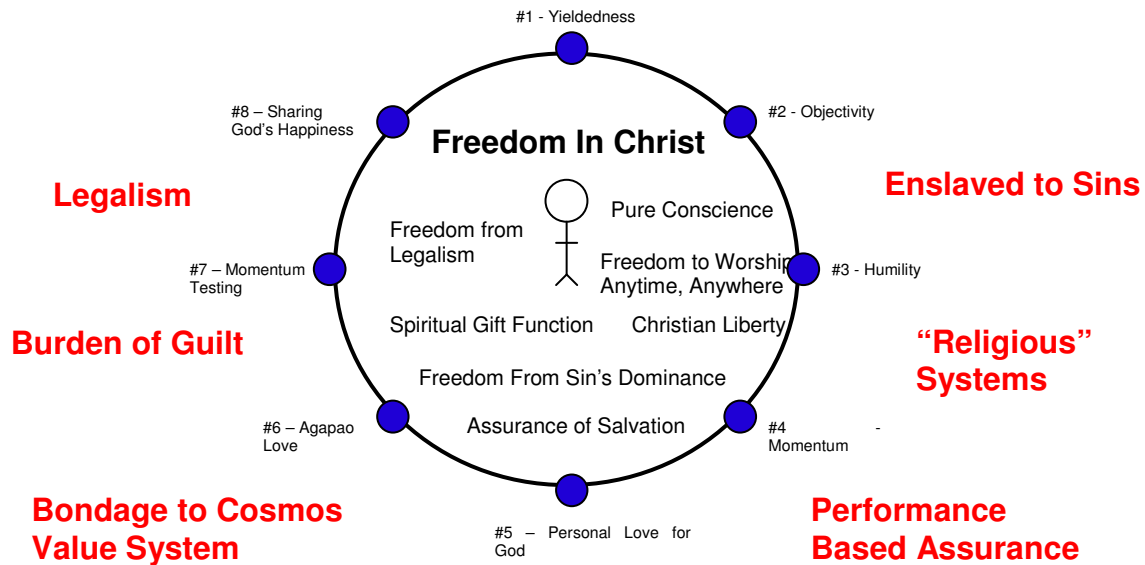 #1 - Yieldedness
#8 – Sharing
God's Happiness
#2 - Objectivity
Freedom In Christ
Legalism
Enslaved to Sins
Pure Conscience
Freedom from
Legalism
#7 – Momentum
Testing
Freedom to Worship
Anytime, Anywhere
#3 - Humility
Spiritual Gift Function
Christian Liberty
Burden of Guilt
“Religious”
Systems
Freedom From Sin's Dominance
#6 – Agapao
Love
Assurance of Salvation
#4 -
Momentum
Bondage to Cosmos
Value System
#5 – Personal Love for
God
Performance
Based Assurance